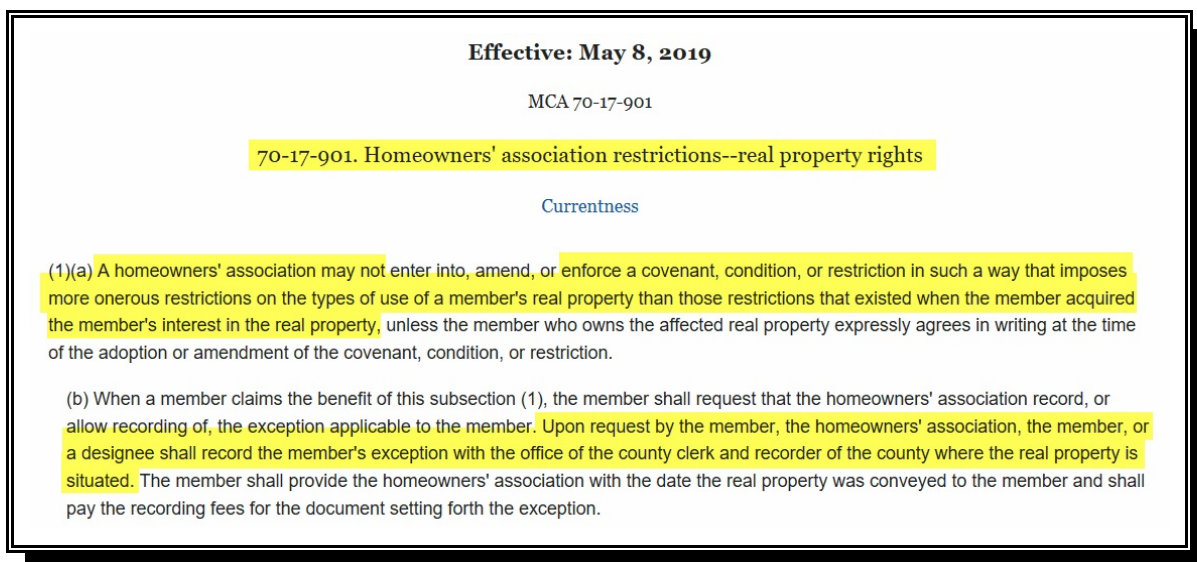 Effective: May 8, 2019
MCA 70-17-901
70-17-901. Homeowners' association restrictions--real property rights
Currentness
(1)(a) A homeowners' association may not enter into, amend, or enforce a covenant, condition, or restriction in such a way that imposes
more onerous restrictions on the types of use of a member's real property than those restrictions that existed when the member acquired
the member's interest in the real property, unless the member who owns the affected real property expressly agrees in writing at the time
of the adoption or amendment of the covenant, condition, or restriction.
(b) When a member claims the benefit of this subsection (1), the member shall request that the homeowners' association record, or
allow recording of, the exception applicable to the member. Upon request by the member, the homeowners' association, the member, or
a designee shall record the member's exception with the office of the county clerk and recorder of the county where the real property is
situated. The member shall provide the homeowners' association with the date the real property was conveyed to the member and shall
pay the recording fees for the document setting forth the exception.